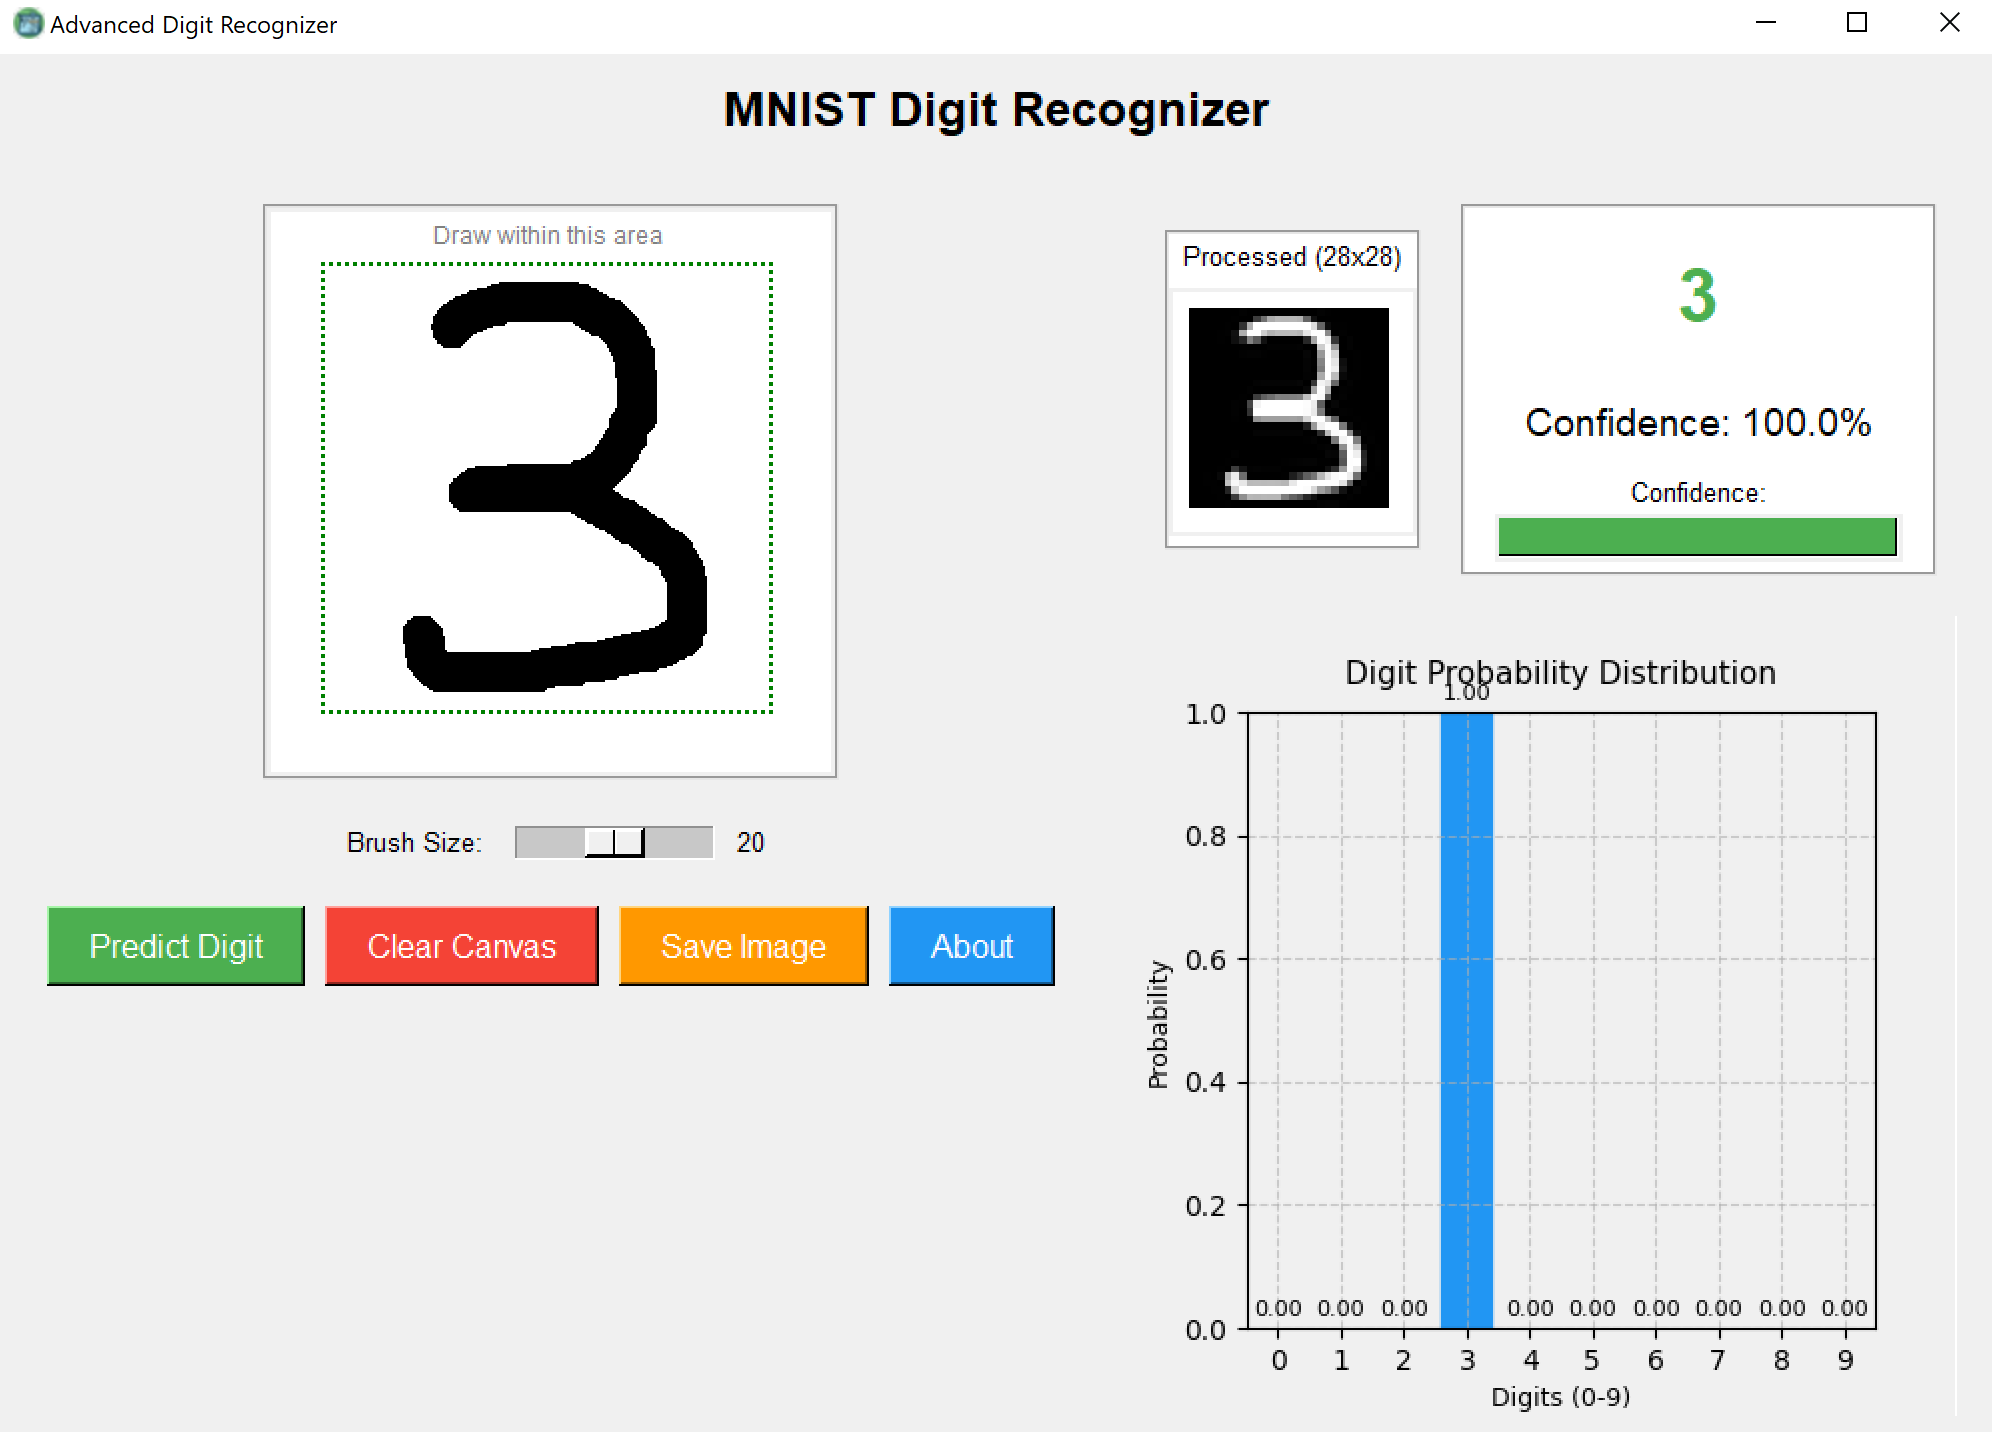 Advanced Digit Recognizer
MNIST Digit Recognizer
Draw within this area
3
Brush Size: 20
Predict Digit
Clear Canvas
Save Image
About
Processed (28x28)
3
3
Confidence: 100.0%
Confidence:
Digit Probability Distribution
1.00
1.0
0.8
0.6
0.4
0.2
0.0
Probability
0.00 0.00 0.00 0.00 0.00 0.00 0.00 0.00 0.00
0 1 2 3 4 5 6 7 8 9
Digits (0-9)